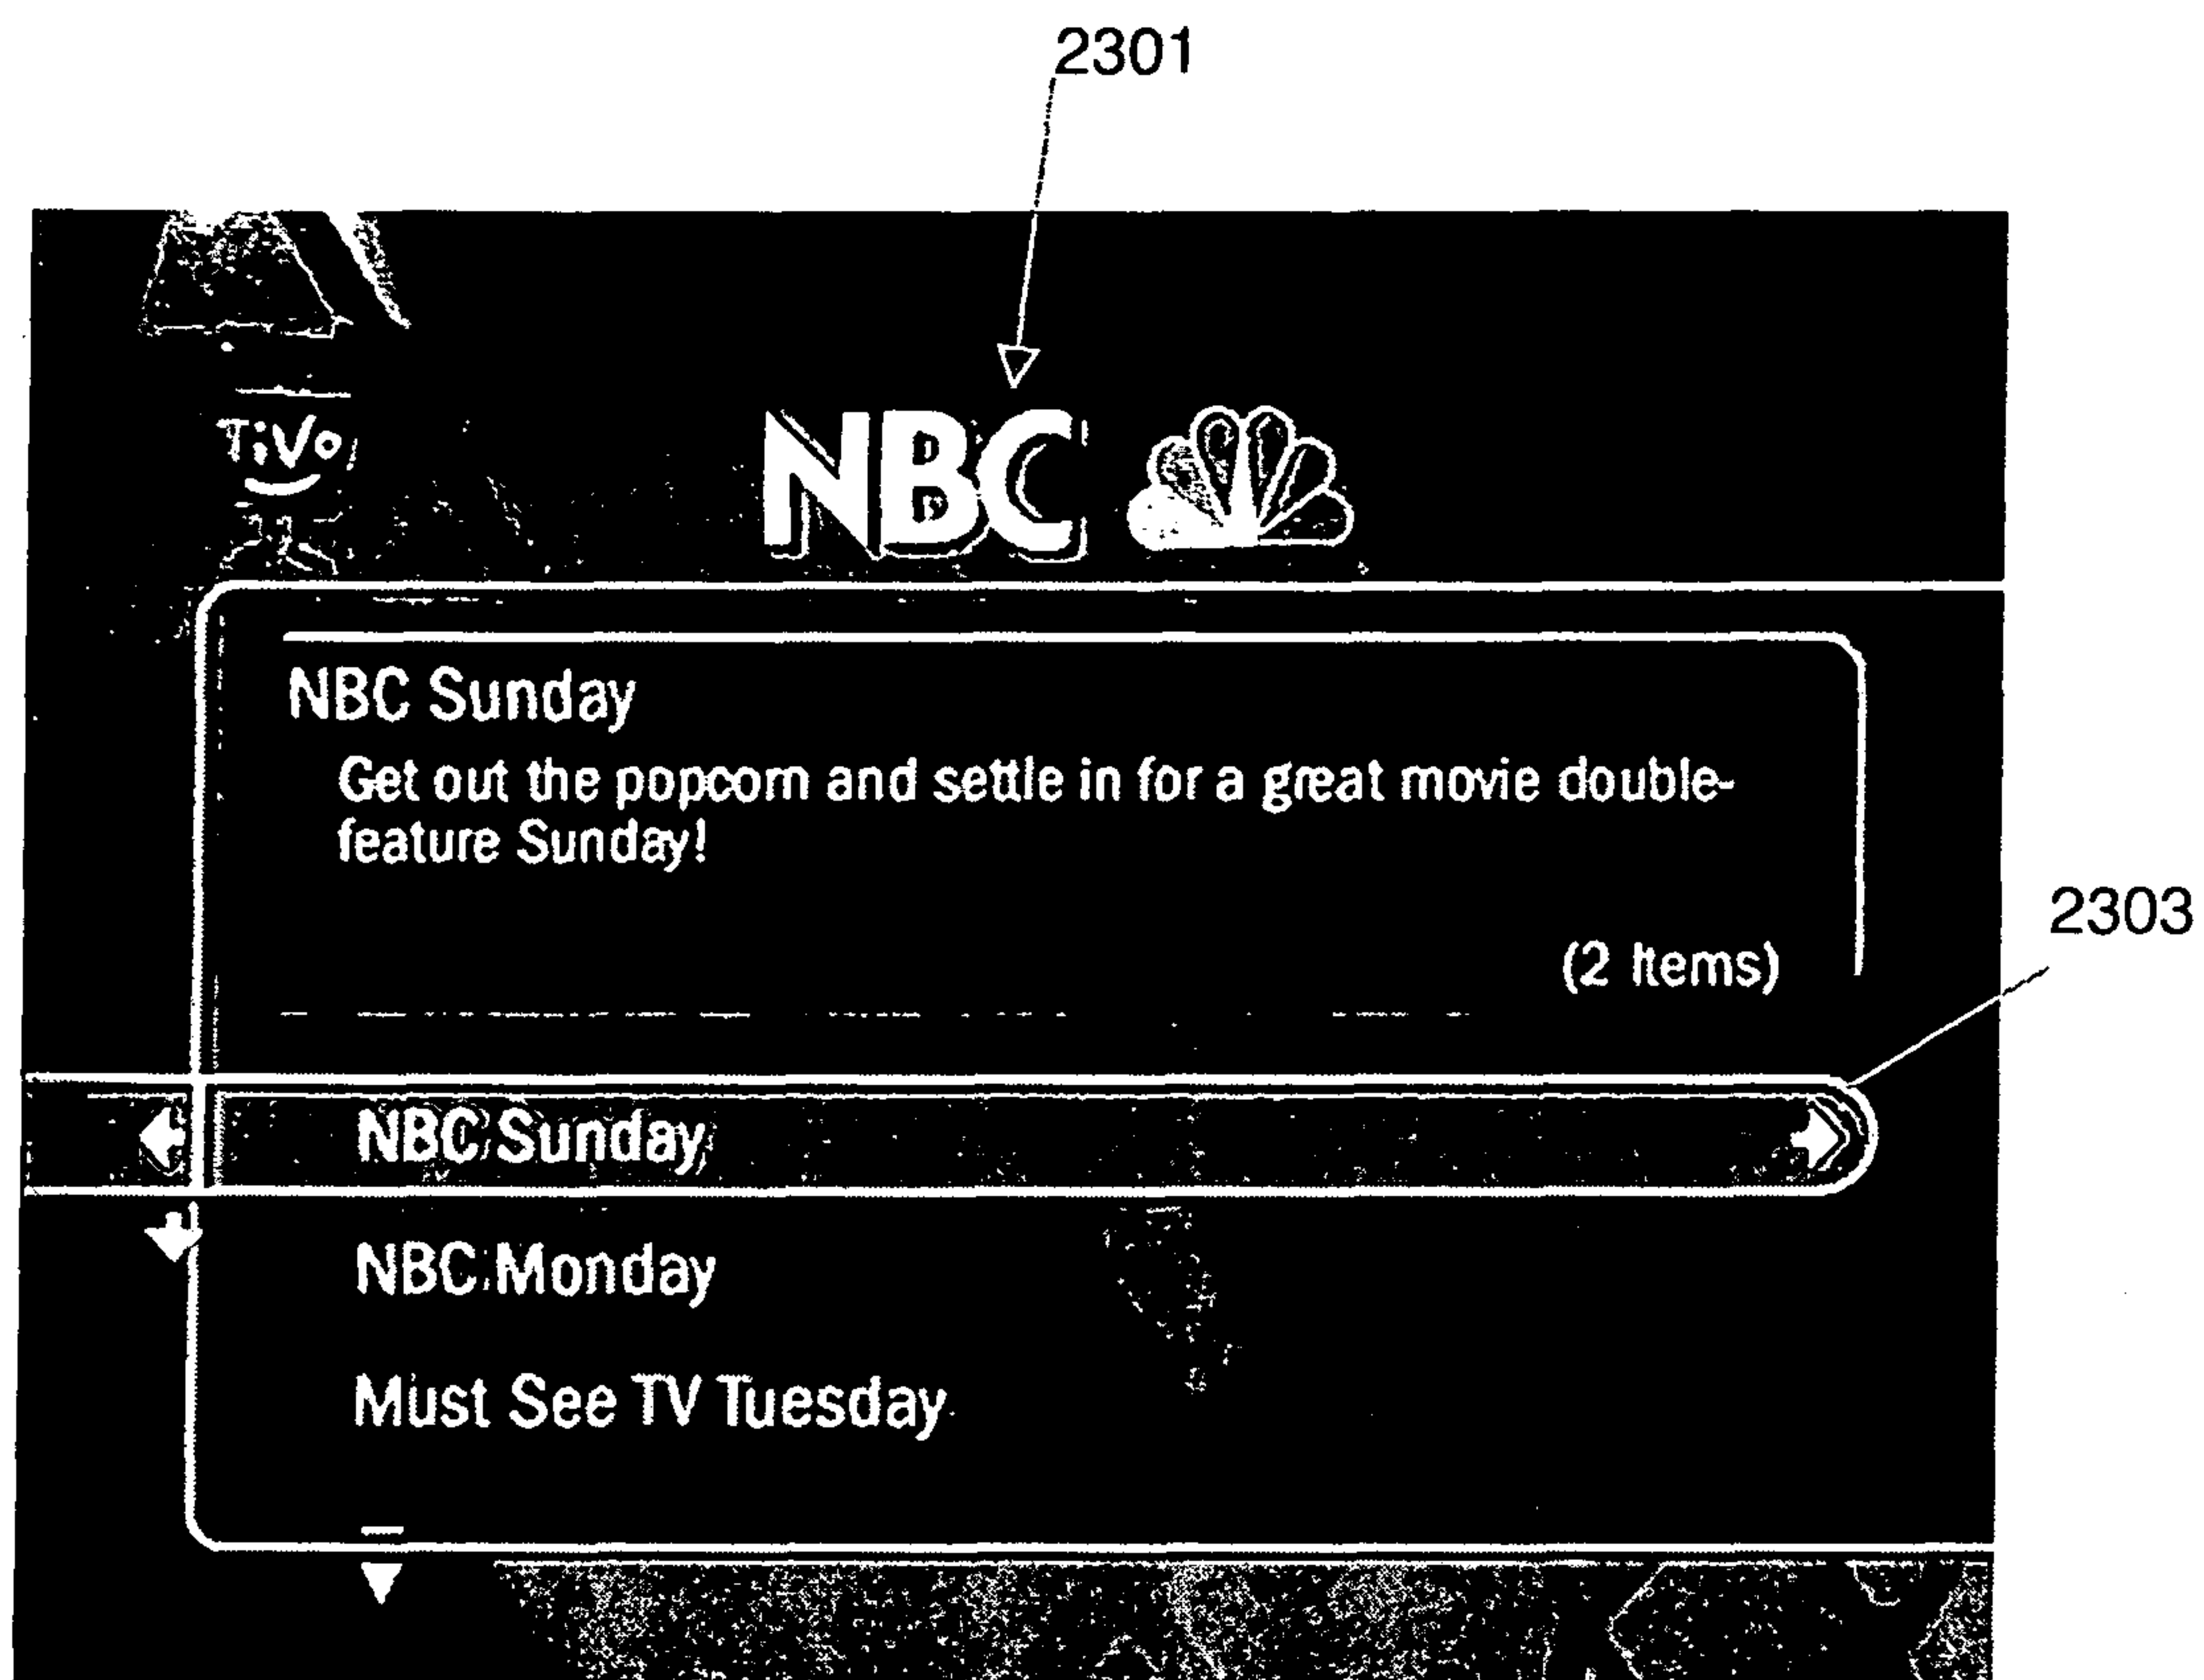 2301
TiVo
NBC
NBC Sunday
Get out the popcorn and settle in for a great movie double-
feature Sunday!
2303
(2 Items)
NBC Sunday
NBC Monday
Must See TV Tuesday